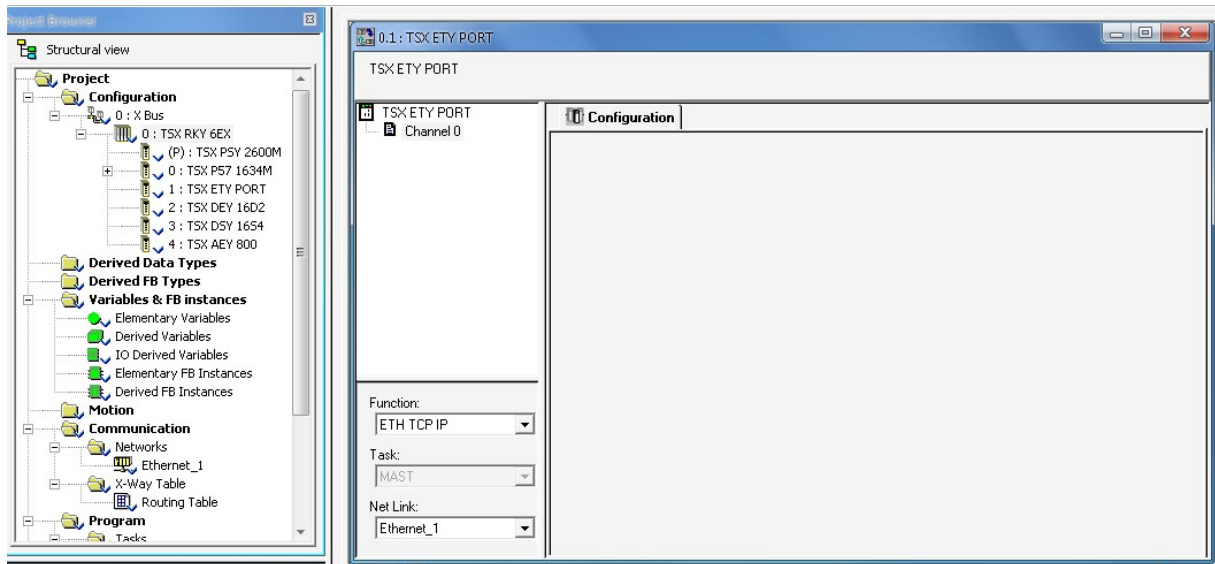 Project Browser
Structural view
Project
Configuration
0 : X Bus
0 : TSX RKY 6EX
(P) : TSX PSY 2600M
0 : TSX P57 1634M
1 : TSX ETY PORT
2 : TSX DEY 16D2
3 : TSX DSY 16S4
4 : TSX AEY 800
Derived Data Types
Derived FB Types
Variables & FB instances
Elementary Variables
Derived Variables
IO Derived Variables
Elementary FB Instances
Derived FB Instances
Motion
Communication
Networks
Ethernet_1
X-Way Table
Routing Table
Program
Tasks
0.1 : TSX ETY PORT
TSX ETY PORT
TSX ETY PORT
Channel 0
Configuration
Function:
ETH TCP IP
Task:
MAST
Net Link:
Ethernet_1